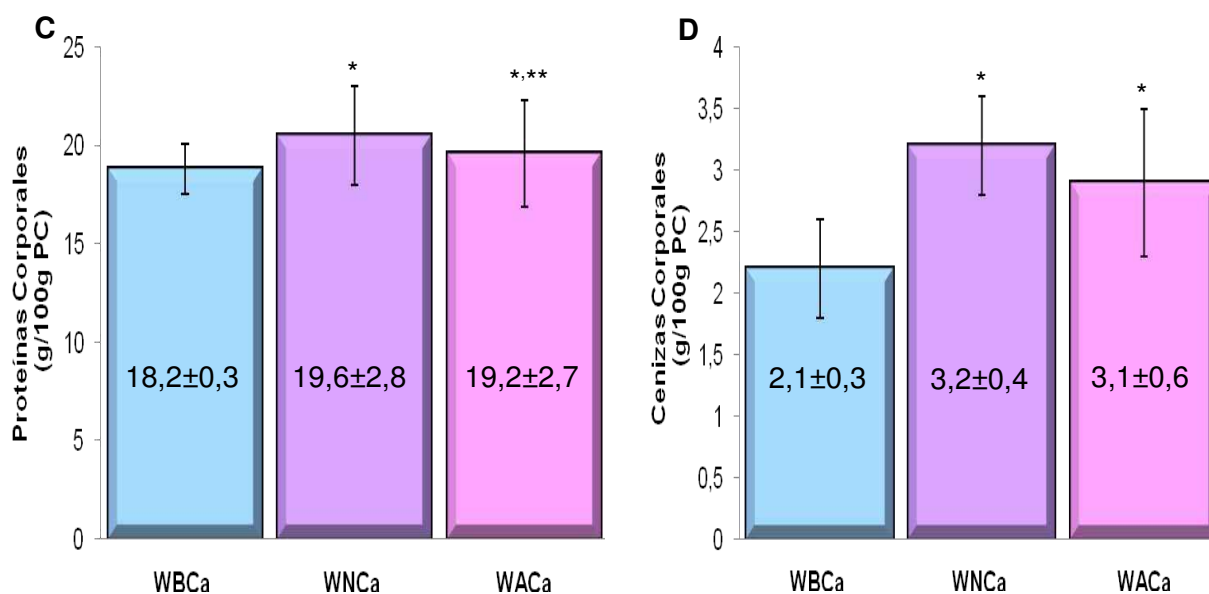 C
Proteínas Corporales
(g/100g PC)
25
20
15
10
5
0
*
*,**
18,2±0,3
19,6±2,8
19,2±2,7
WBCa
WNCa
WACa
D
Cenizas Corporales
(g/100g PC)
4
3,5
3
2,5
2
1,5
1
0,5
0
*
*
2,1±0,3
3,2±0,4
3,1±0,6
WBCa
WNCa
WACa